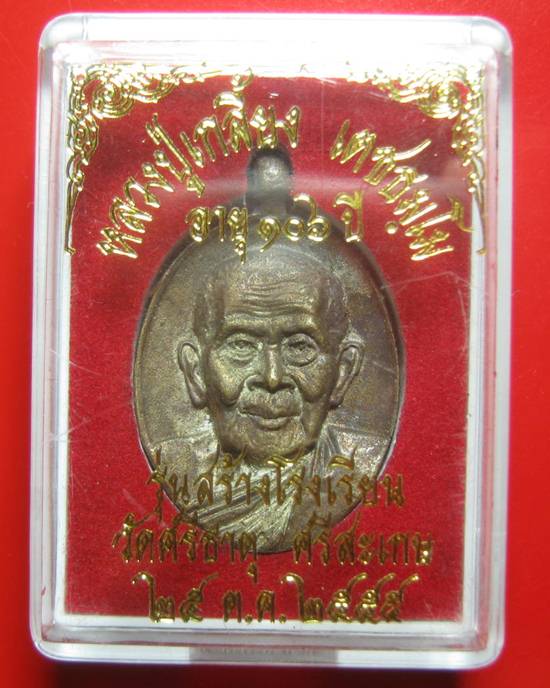 หลวงปู่เกลี้ยง เตชธมฺโม
อายุ ๑๐๖ ปี
รุ่นสร้างโรงเรียน
วัดศรีธาตุ ศรีสะเกษ
๒๕ ต.ค. ๒๕๕๕